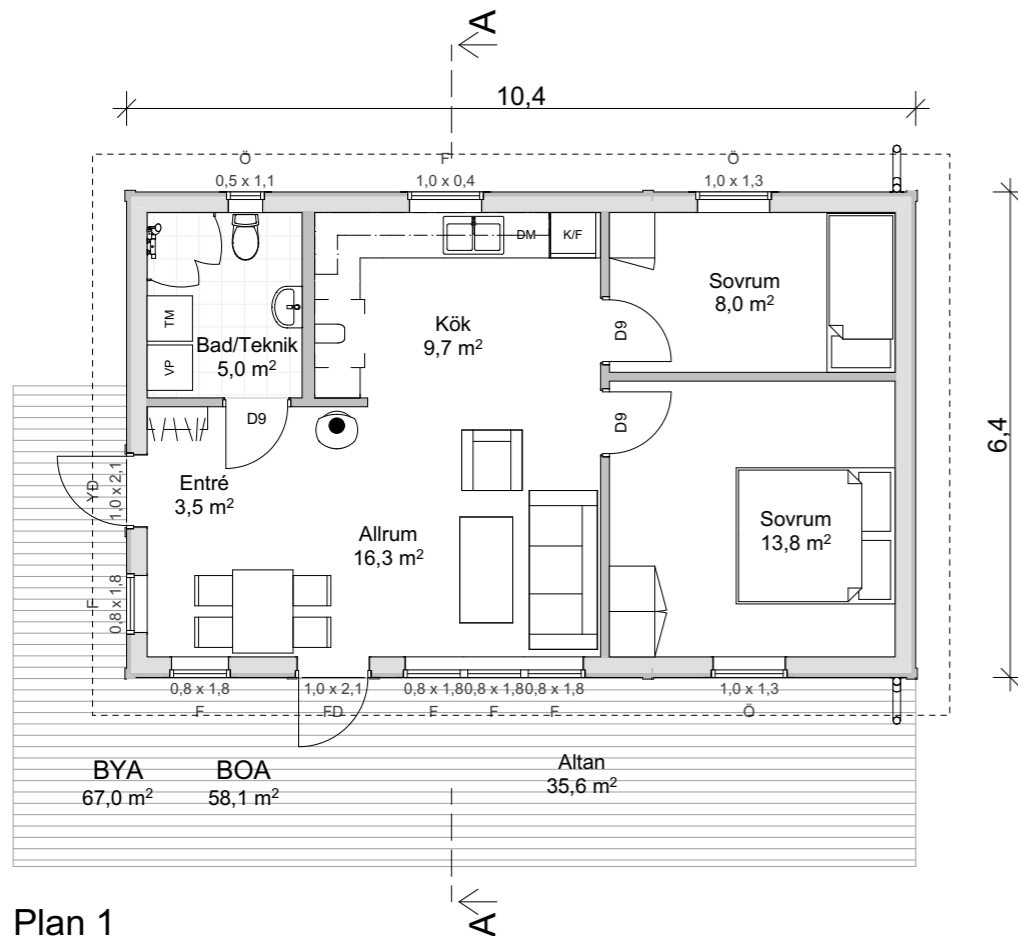 A
10,4
Ö
F
Ö
0,5 x 1,1
1,0 x 0,4
1,0 x 1,3
DM
K/F
Sovrum
8,0 m²
TM
Kök
9,7 m²
D9
Bad/Teknik
5,0 m²
VP
D9
D9
6,4
YD
1,0 x 2,1
Entré
3,5 m²
Sovrum
13,8 m²
Allrum
16,3 m²
F
0,8 x 1,8
0,8 x 1,8
1,0 x 2,1
0,8 x 1,8
0,8 x 1,8
0,8 x 1,8
1,0 x 1,3
F
FD
F
F
F
Ö
BYA
67,0 m²
BOA
58,1 m²
Altan
35,6 m²
Plan 1
A